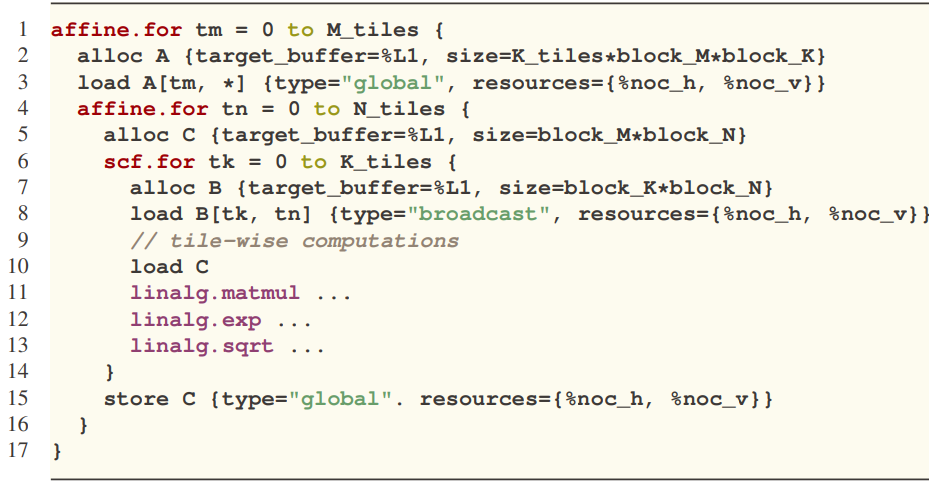 1 affine.for tm = 0 to M_tiles {
2 alloc A {target_buffer=%L1, size=K_tiles*block_M*block_K}
3 load A[tm, *] {type="global", resources={%noc_h, %noc_v}}
4 affine.for tn = 0 to N_tiles {
5 alloc C {target_buffer=%L1, size=block_M*block_N}
6 scf.for tk = 0 to K_tiles {
7 alloc B {target_buffer=%L1, size=block_K*block_N}
8 load B[tk, tn] {type="broadcast", resources={%noc_h, %noc_v}}
9 // tile-wise computations
10 load C
11 linalg.matmul ...
12 linalg.exp ...
13 linalg.sqrt ...
14 }
15 store C {type="global". resources={%noc_h, %noc_v}}
16 }
17 }